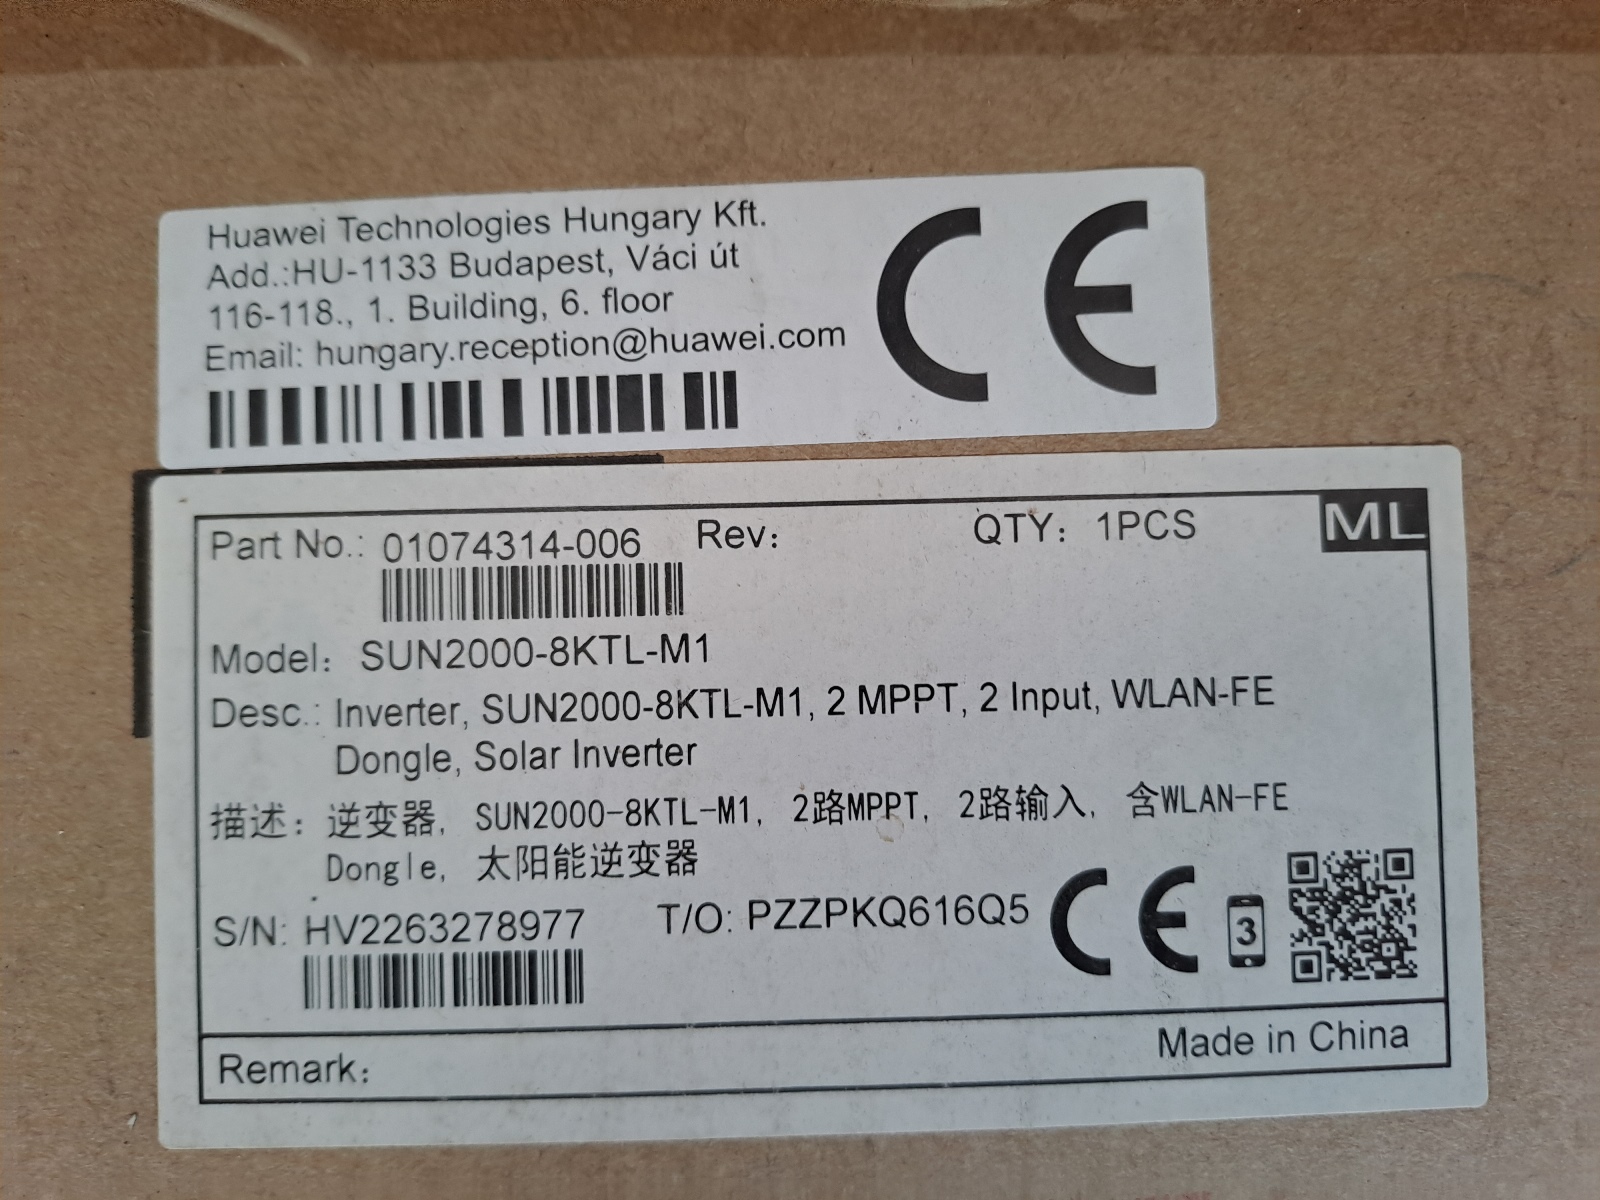 Huawei Technologies Hungary Kft.
Add.:HU-1133 Budapest, Váci út
116-118., 1. Building, 6. floor
Email: hungary.reception@huawei.com
CE
Part No.: 01074314-006 Rev: QTY: 1PCS ML
Model: SUN2000-8KTL-M1
Desc.: Inverter, SUN2000-8KTL-M1, 2 MPPT, 2 Input, WLAN-FE
Dongle, Solar Inverter
描述: 逆变器, SUN2000-8KTL-M1, 2路MPPT, 2路输入, 含WLAN-FE
Dongle, 太阳能逆变器
S/N: HV2263278977 T/O: PZZPKQ616Q5 CE 3
Made in China
Remark: